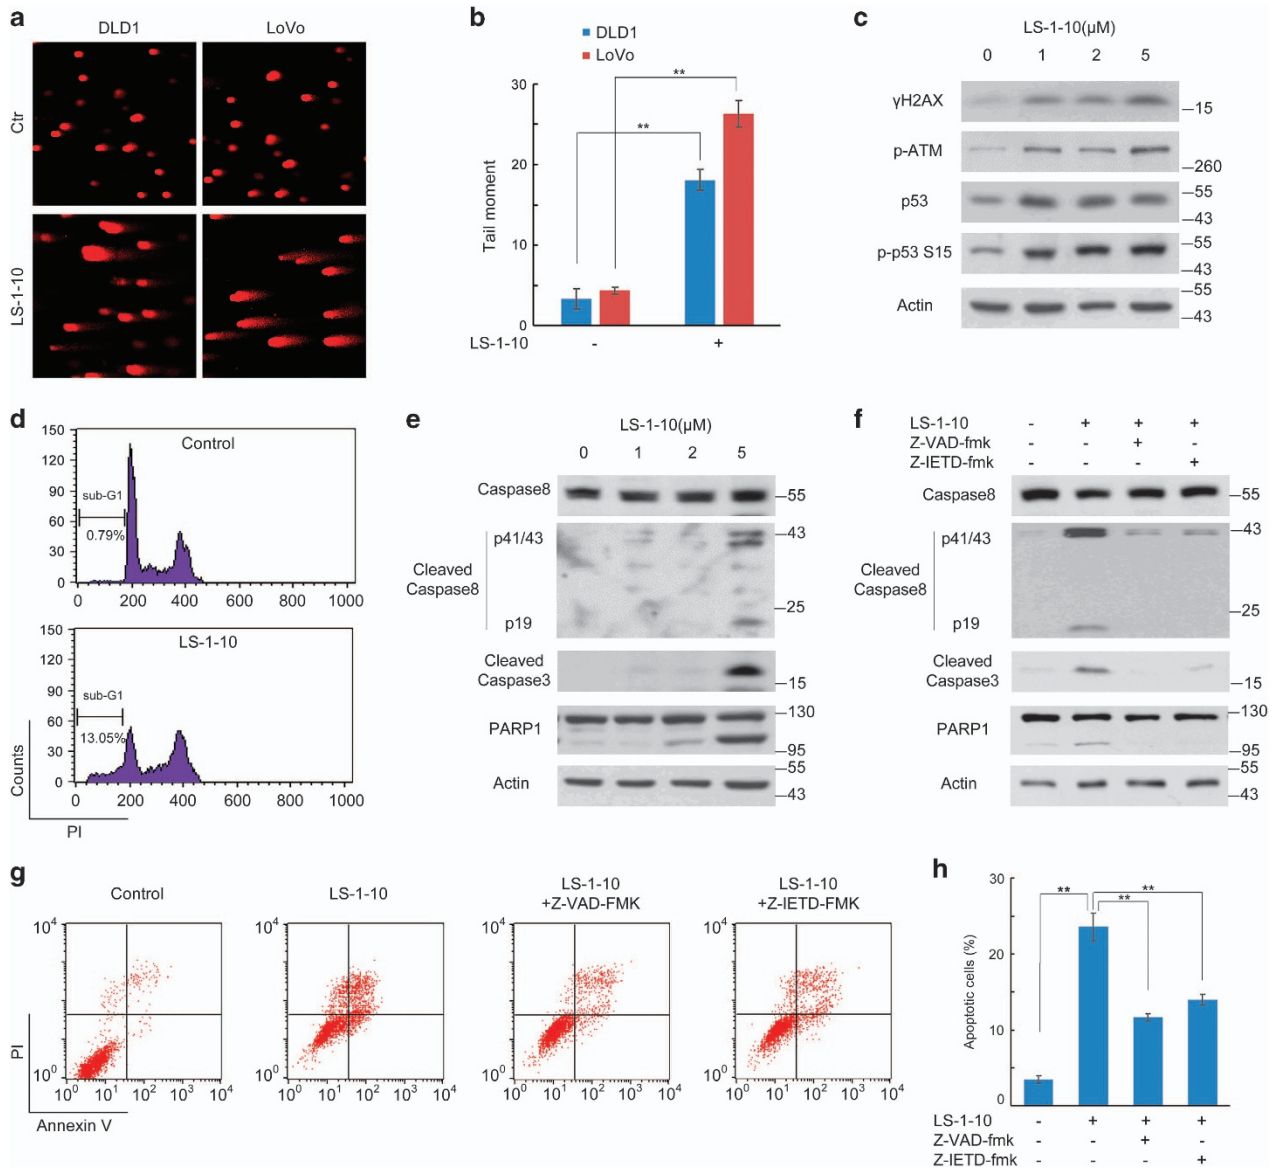 a
DLD1 LoVo
Ctr
LS-1-10
b
DLD1
LoVo
**
**
30
20
10
0
Tail moment
LS-1-10 - +
c
LS-1-10(µM)
0 1 2 5
γH2AX –15
p-ATM –260
p53 –55 –43
p-p53 S15 –55 –43
Actin –55 –43
d
Control
150
120
90
60
30
0
sub-G1
0.79%
0 200 400 600 800 1000
LS-1-10
150
120
90
60
30
0
sub-G1
13.05%
0 200 400 600 800 1000
Counts
PI
e
LS-1-10(µM)
0 1 2 5
Caspase8 –55
p41/43 –43
Cleaved
Caspase8
–25
p19
Cleaved
Caspase3 –15
PARP1 –130 –95
Actin –55 –43
f
LS-1-10 - + + +
Z-VAD-fmk - - + -
Z-IETD-fmk - - - +
Caspase8 –55
p41/43 –43
Cleaved
Caspase8
–25
p19
Cleaved
Caspase3 –15
PARP1 –130 –95
Actin –55 –43
g
Control
10⁴
10⁰
10⁰ 10¹ 10² 10³ 10⁴
LS-1-10
10⁴
10⁰
10⁰ 10¹ 10² 10³ 10⁴
LS-1-10
+Z-VAD-FMK
10⁴
10⁰
10⁰ 10¹ 10² 10³ 10⁴
LS-1-10
+Z-IETD-FMK
10⁴
10⁰
10⁰ 10¹ 10² 10³ 10⁴
PI
Annexin V
h
30
20
10
0
Apoptotic cells (%)
** ** **
LS-1-10 - + + +
Z-VAD-fmk - - + -
Z-IETD-fmk - - - +